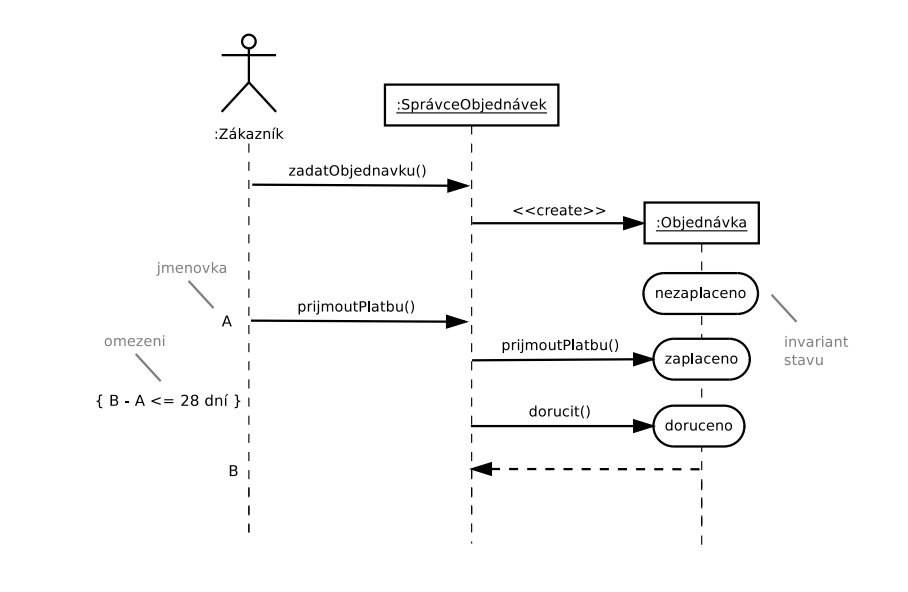 :SprávceObjednávek
:Zákazník
zadatObjednavku()
<<create>>
:Objednávka
jmenovka
nezaplaceno
A
prijmoutPlatbu()
omezeni
prijmoutPlatbu()
zaplaceno
invariant
stavu
{ B - A <= 28 dní }
dorucit()
doruceno
B